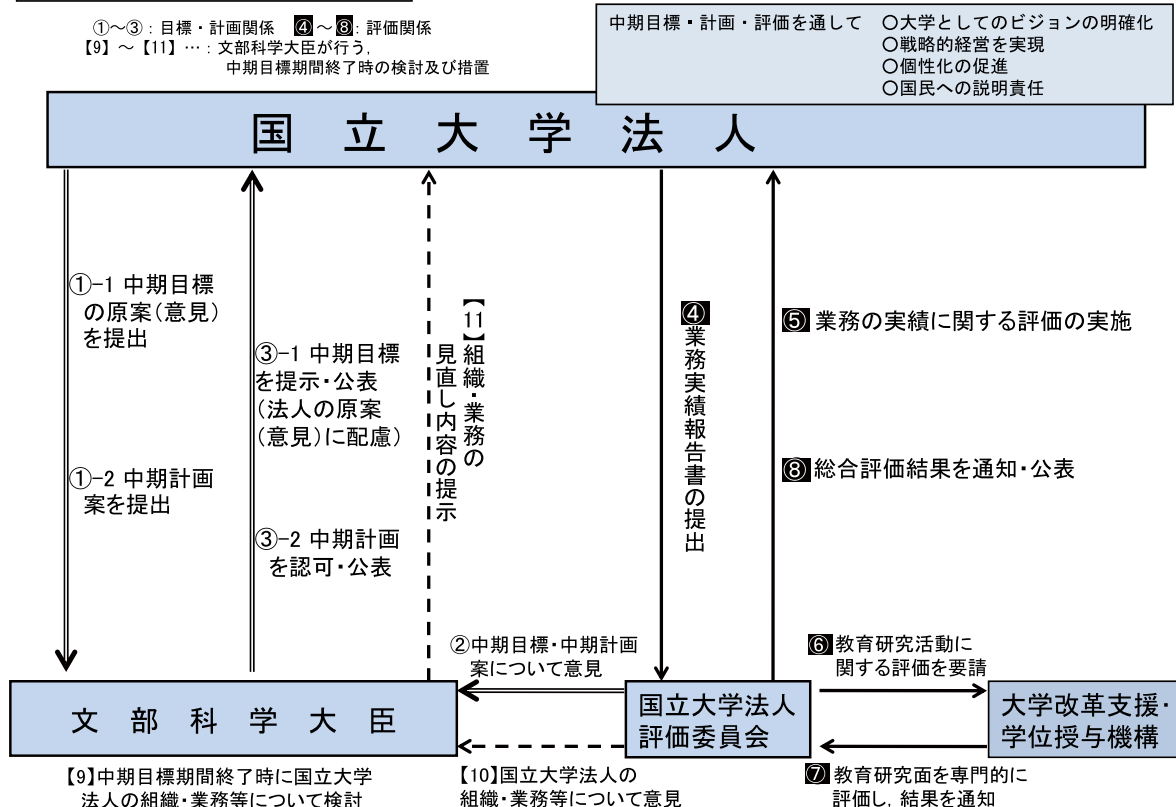 ①～③：目標・計画関係　❹～❽：評価関係
【9】～【11】…：文部科学大臣が行う，
中期目標期間終了時の検討及び措置
中期目標・計画・評価を通して　○大学としてのビジョンの明確化
○戦略的経営を実現
○個性化の促進
○国民への説明責任
国立大学法人
①-1 中期目標
の原案（意見）
を提出
①-2 中期計画
案を提出
③-1 中期目標
を提示・公表
（法人の原案
（意見）に配慮）
③-2 中期計画
を認可・公表
【11】組織・業務の
見直し内容の提示
❹業務実績報告書の提出
❺ 業務の実績に関する評価の実施
❽ 総合評価結果を通知・公表
②中期目標・中期計画
案について意見
❻ 教育研究活動に
関する評価を要請
文部科学大臣
国立大学法人
評価委員会
大学改革支援・
学位授与機構
【9】中期目標期間終了時に国立大学
法人の組織・業務等について検討
【10】国立大学法人の
組織・業務等について意見
❼ 教育研究面を専門的に
評価し，結果を通知